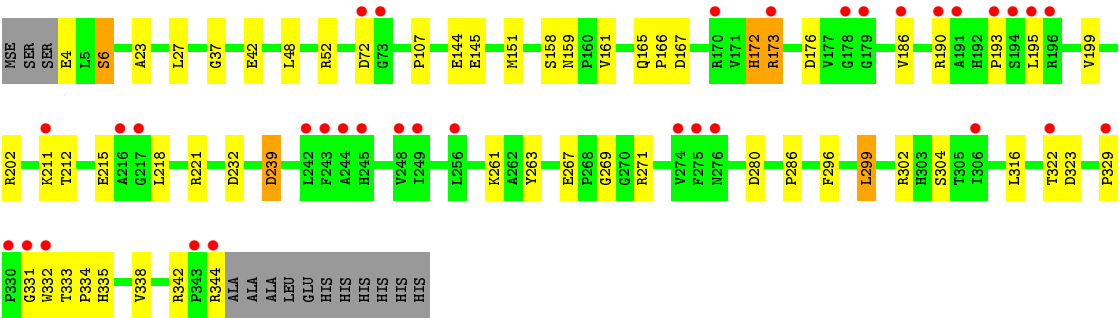 MSE SER SER E4 L5 S6 A23 L27 G37 E42 L48 R52 D72 G73 P107 E144 E145 M151 S158 N159 P160 V161 Q165 P166 D167 R170 V171 H172 R173 D176 V177 G178 G179 V186 R190 A191 H192 P193 S194 L195 R196 V199
R202 K211 T212 E215 A216 G217 L218 R221 D232 D239 L242 F243 A244 H245 V248 I249 L256 K261 A262 Y263 E267 P268 G269 G270 R271 V274 F275 N276 D280 P286 F296 L299 R302 H303 S304 T305 I306 L316 T322 D323 P329
P330 G331 W332 T333 P334 H335 V338 R342 P343 R344 ALA ALA ALA LEU GLU HIS HIS HIS HIS HIS HIS